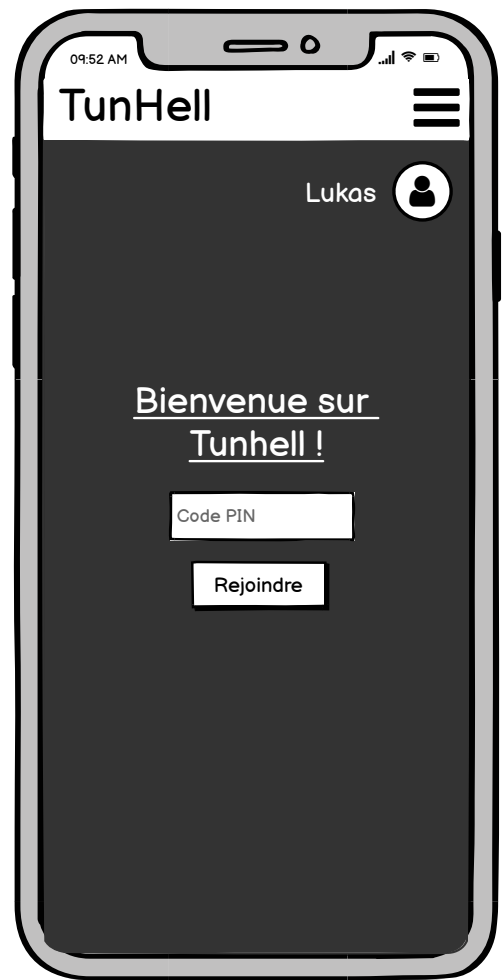 09:52 AM
TunHell
Lukas
Bienvenue sur
Tunhell !
Code PIN
Rejoindre